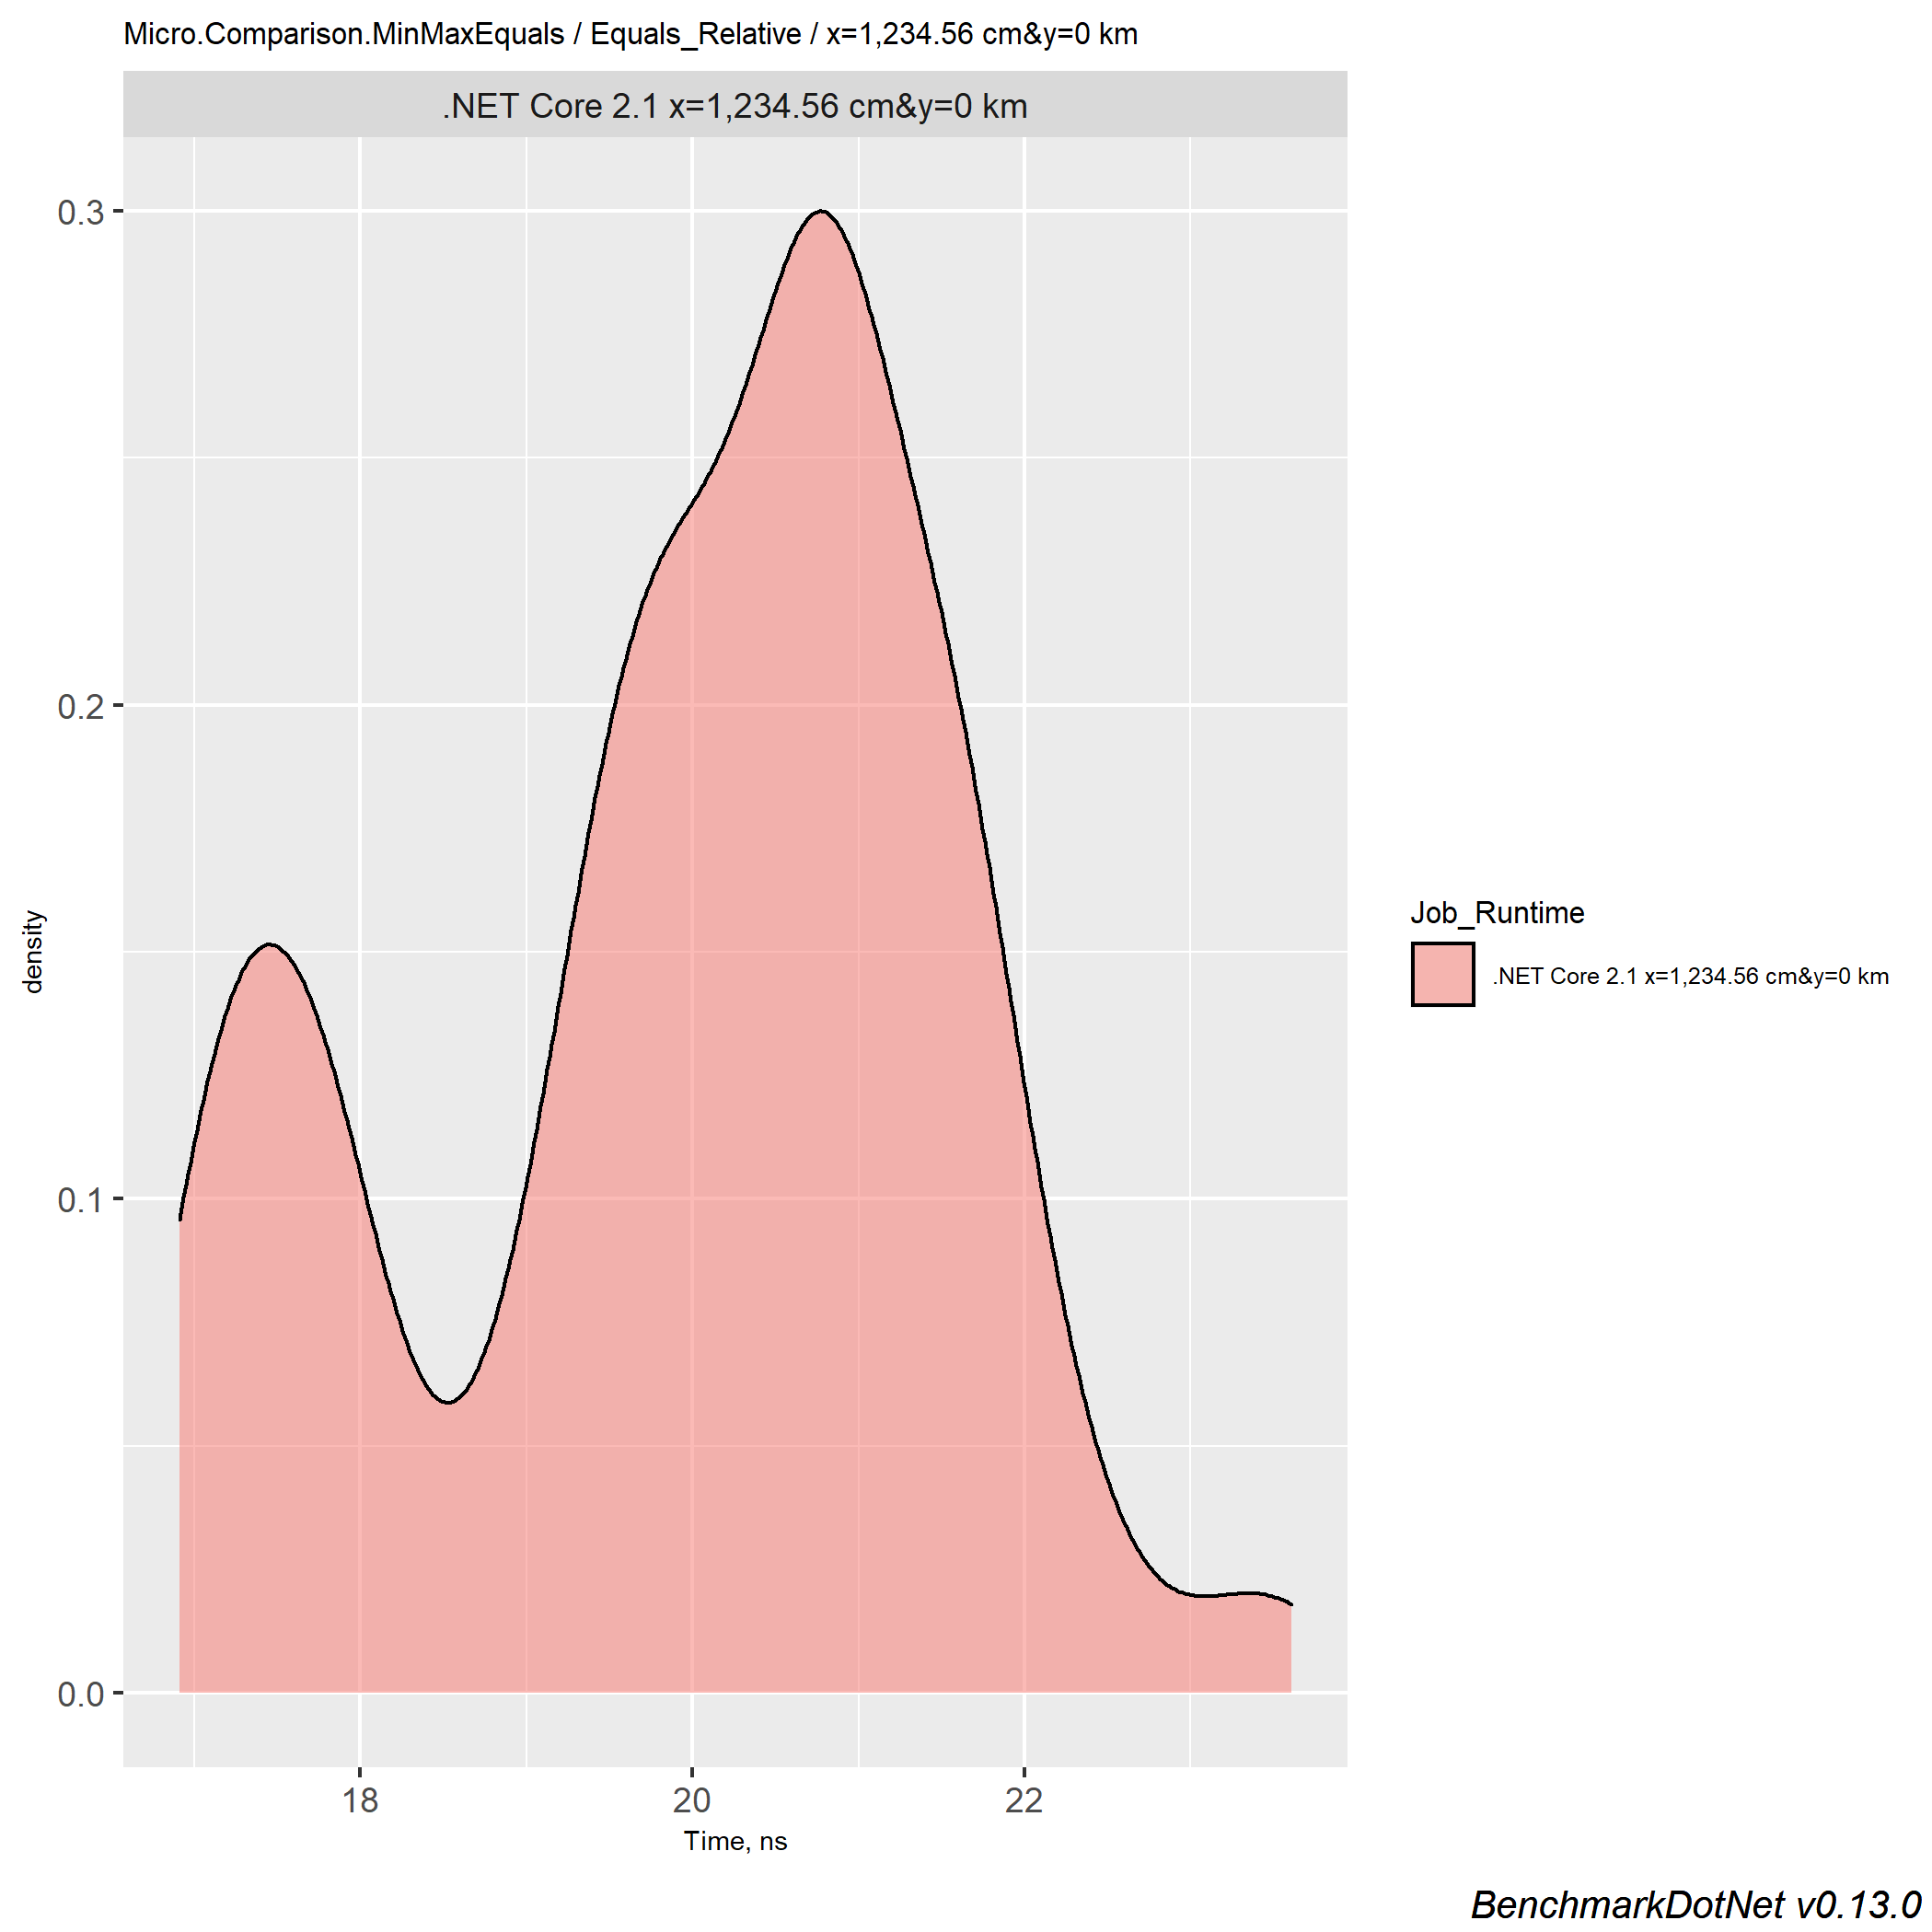 Micro.Comparison.MinMaxEquals / Equals_Relative / x=1,234.56 cm&y=0 km
.NET Core 2.1 x=1,234.56 cm&y=0 km
0.3
0.2
0.1
0.0
density
18 20 22
Time, ns
Job_Runtime
.NET Core 2.1 x=1,234.56 cm&y=0 km
BenchmarkDotNet v0.13.0